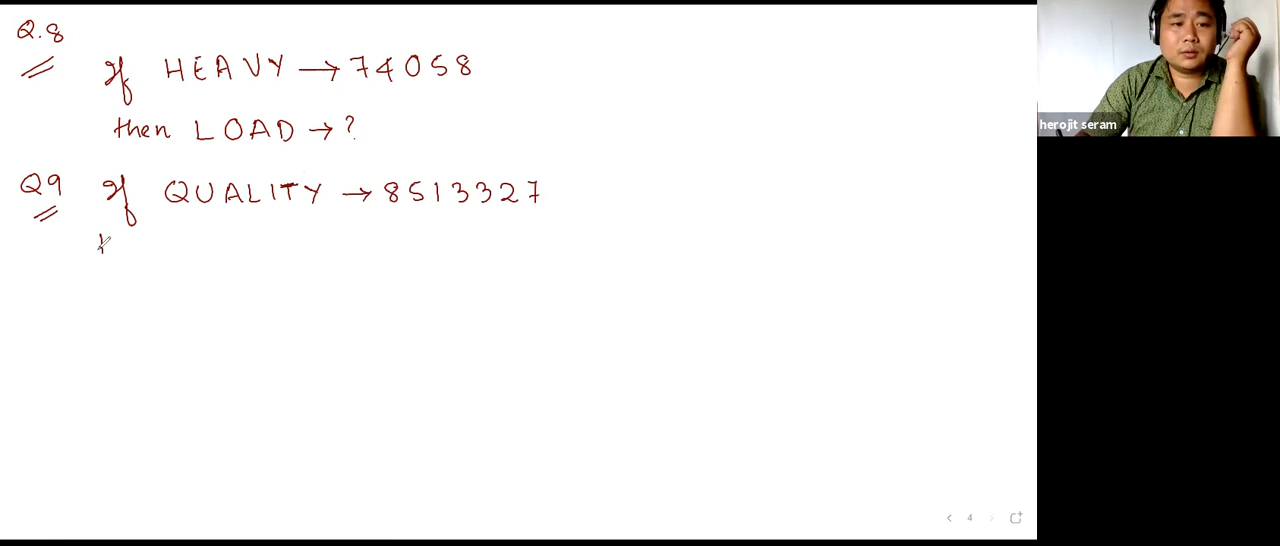 Q.8
If HEAVY → 74058
then LOAD → ?
Q9 If QUALITY → 8513327
herojit seram
4